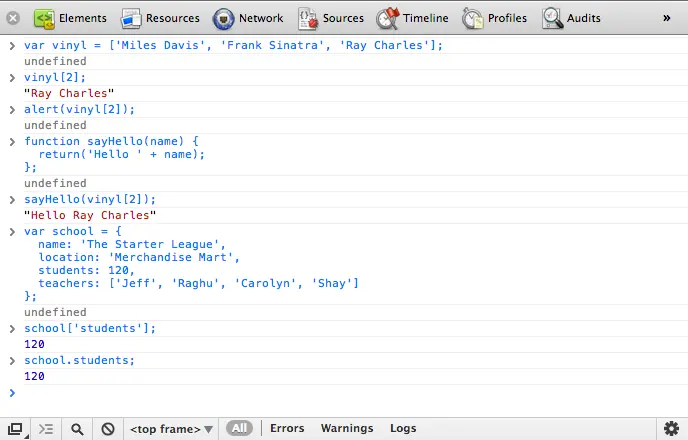 Elements Resources Network Sources Timeline Profiles Audits »
> var vinyl = ['Miles Davis', 'Frank Sinatra', 'Ray Charles'];
undefined
> vinyl[2];
"Ray Charles"
> alert(vinyl[2]);
undefined
> function sayHello(name) {
return('Hello ' + name);
};
undefined
> sayHello(vinyl[2]);
"Hello Ray Charles"
> var school = {
name: 'The Starter League',
location: 'Merchandise Mart',
students: 120,
teachers: ['Jeff', 'Raghu', 'Carolyn', 'Shay']
};
undefined
> school['students'];
120
> school.students;
120
>
<top frame> ▼ All Errors Warnings Logs